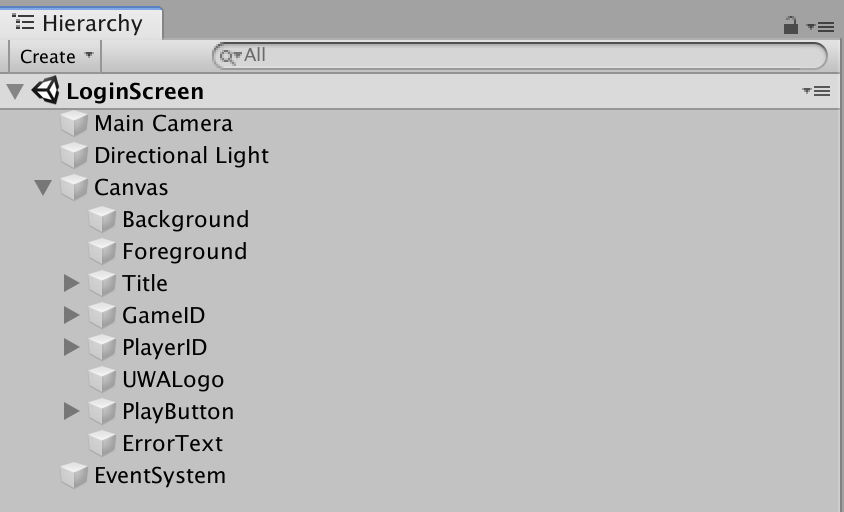 Hierarchy
Create
All
LoginScreen
Main Camera
Directional Light
Canvas
Background
Foreground
Title
GameID
PlayerID
UWALogo
PlayButton
ErrorText
EventSystem